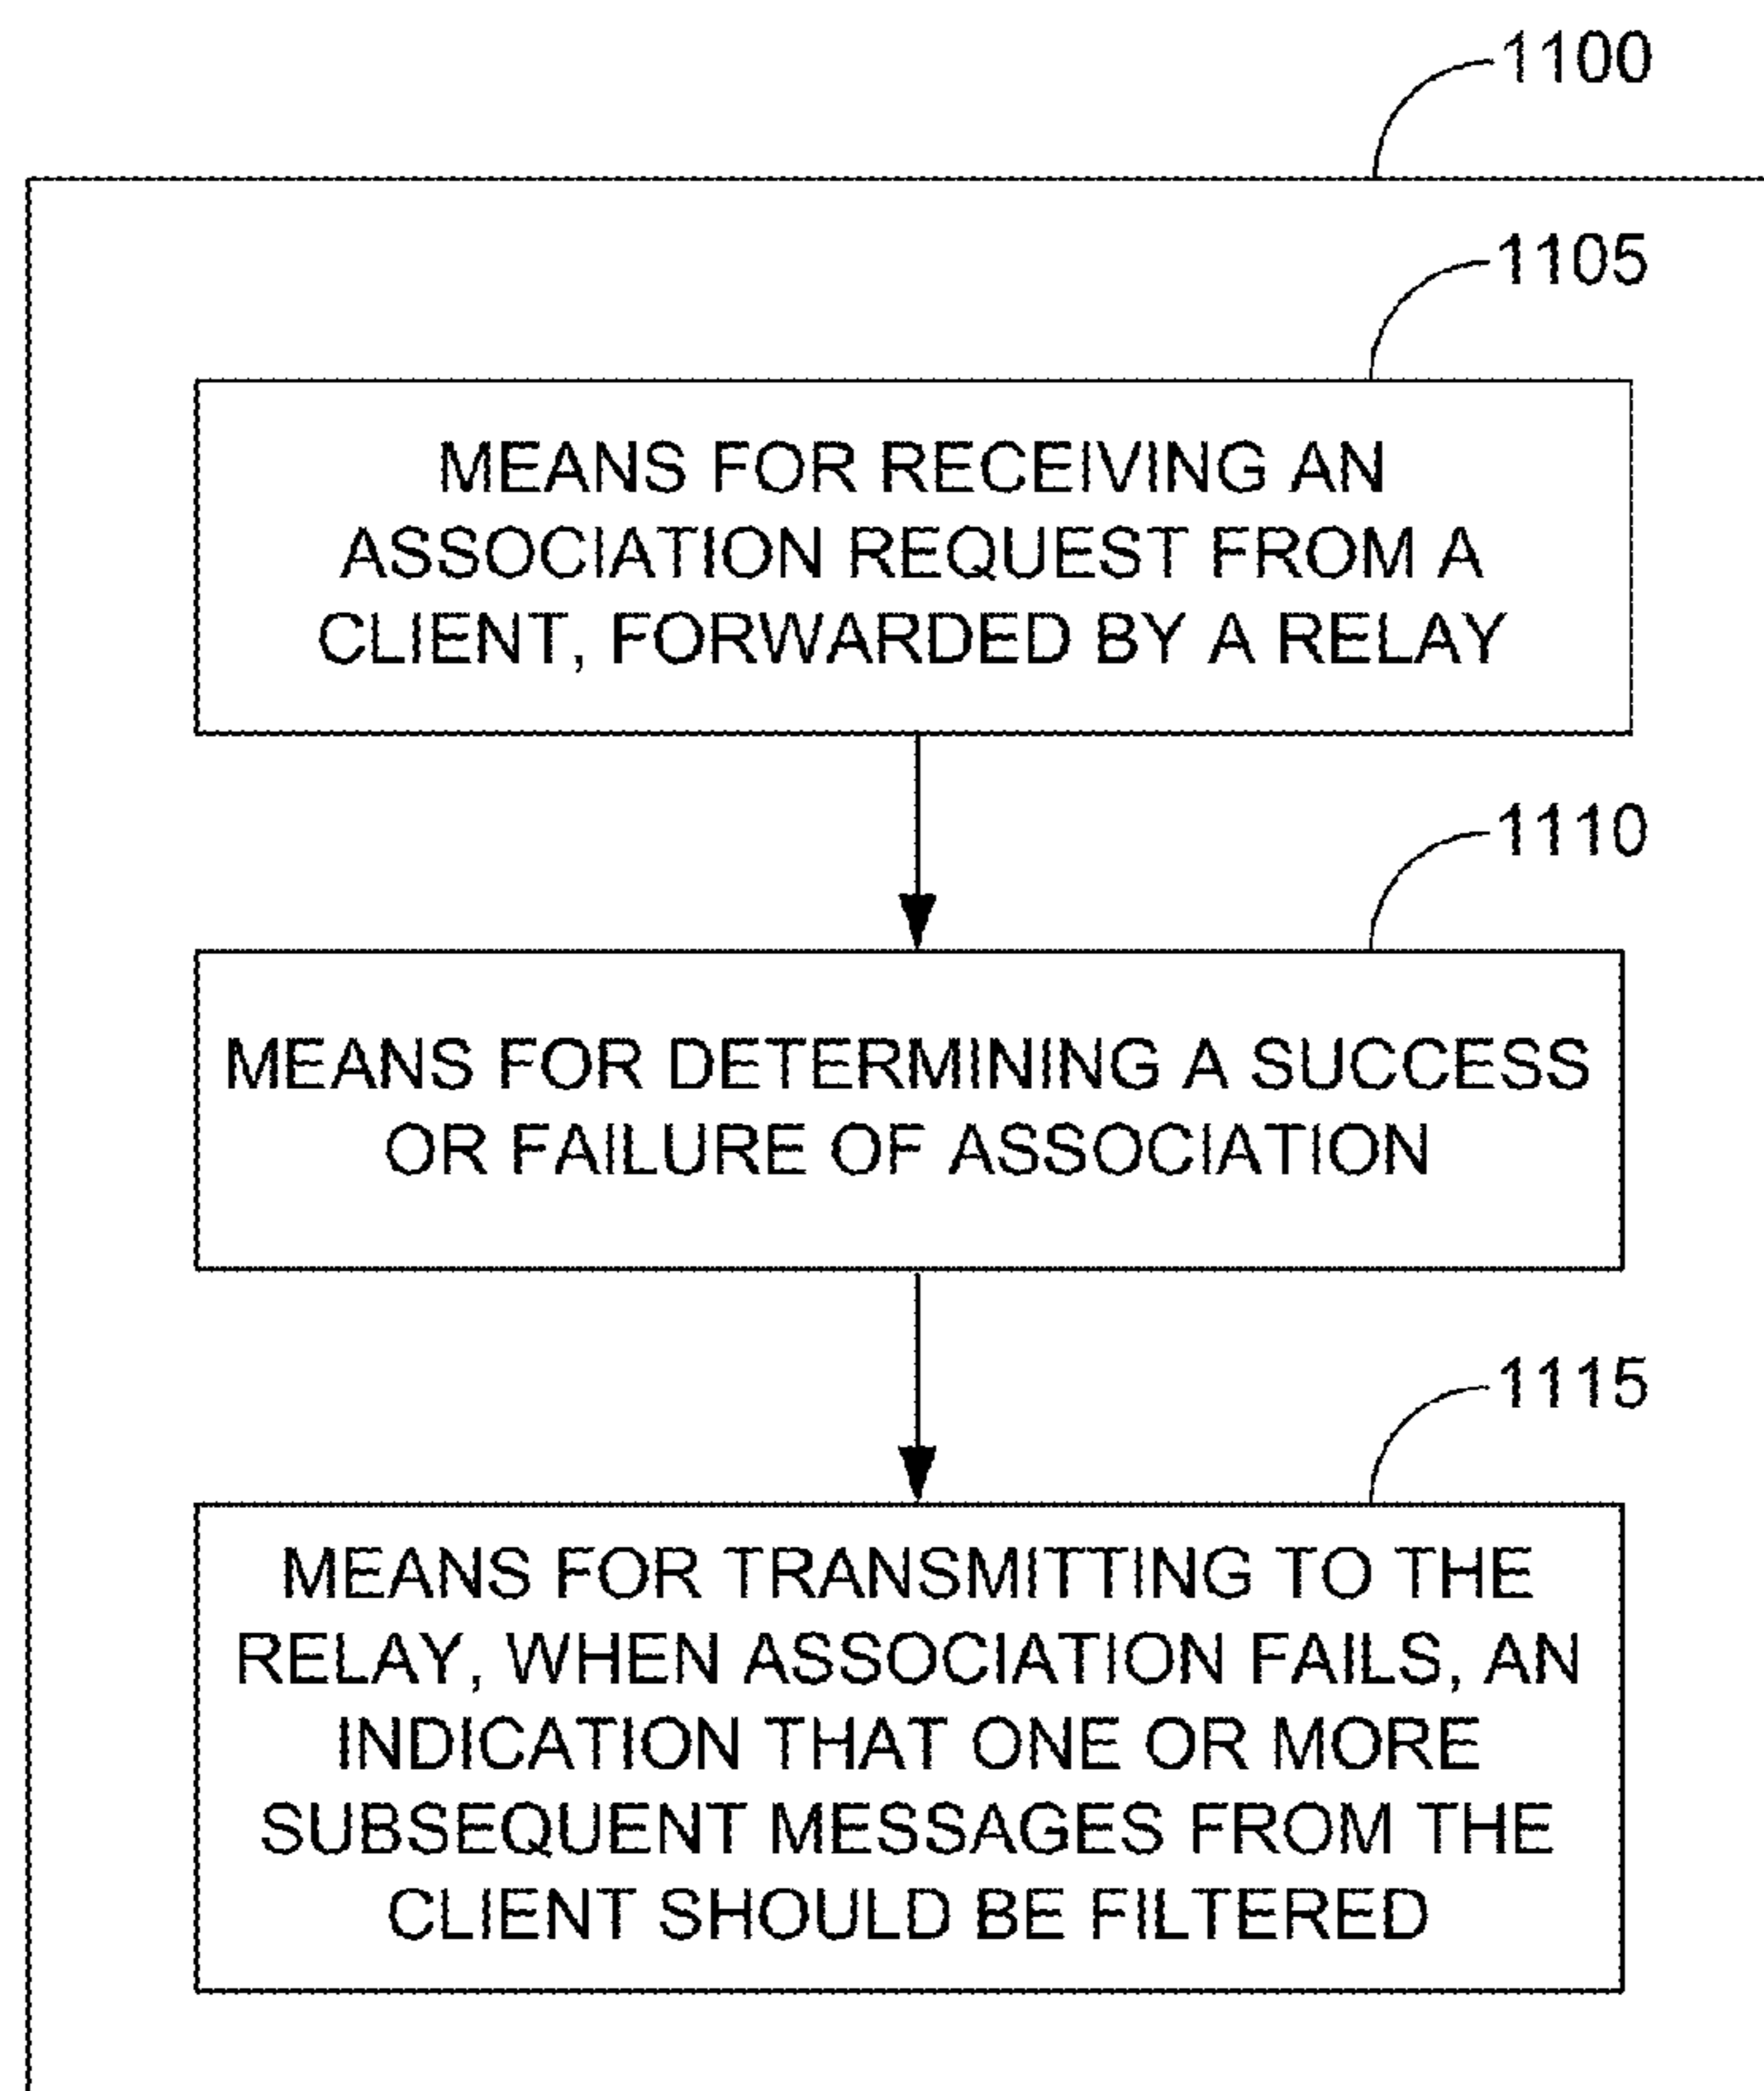 1100
1105
MEANS FOR RECEIVING AN
ASSOCIATION REQUEST FROM A
CLIENT, FORWARDED BY A RELAY
1110
MEANS FOR DETERMINING A SUCCESS
OR FAILURE OF ASSOCIATION
1115
MEANS FOR TRANSMITTING TO THE
RELAY, WHEN ASSOCIATION FAILS, AN
INDICATION THAT ONE OR MORE
SUBSEQUENT MESSAGES FROM THE
CLIENT SHOULD BE FILTERED